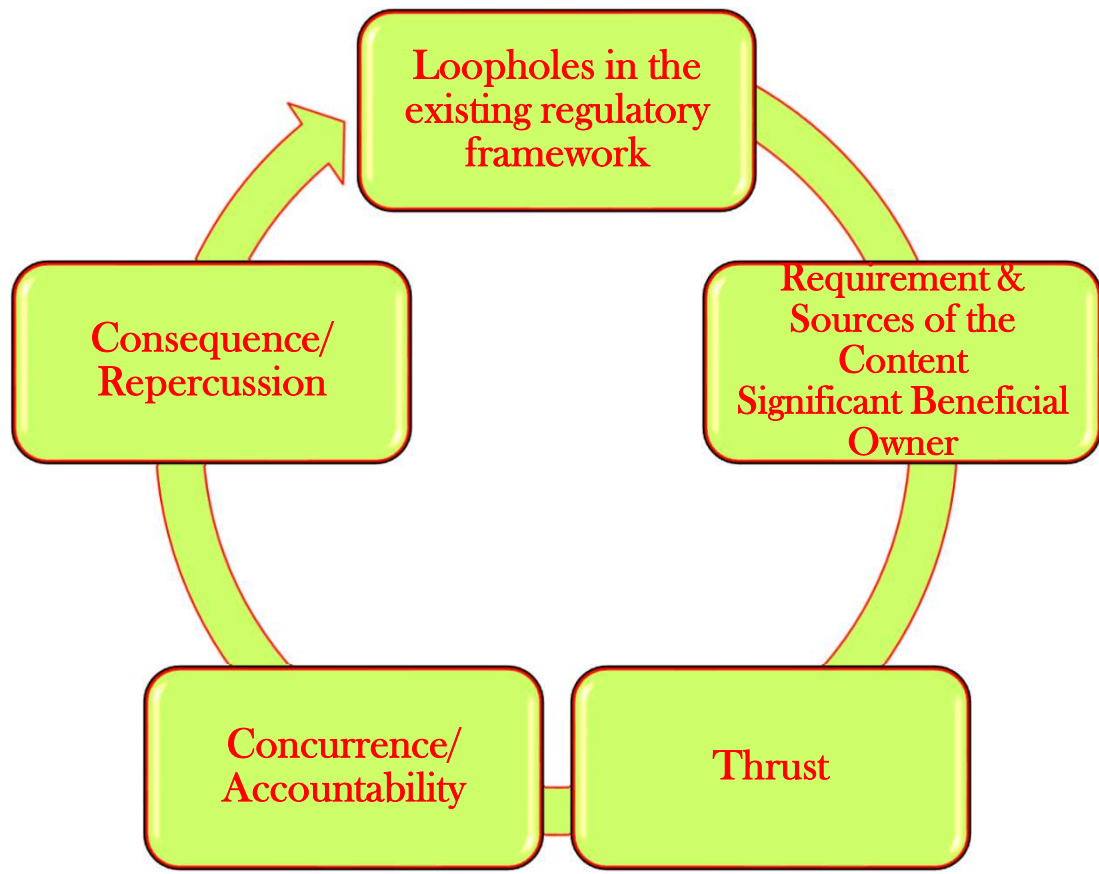 Loopholes in the
existing regulatory
framework
Requirement &
Sources of the
Content
Significant Beneficial
Owner
Thrust
Concurrence/
Accountability
Consequence/
Repercussion